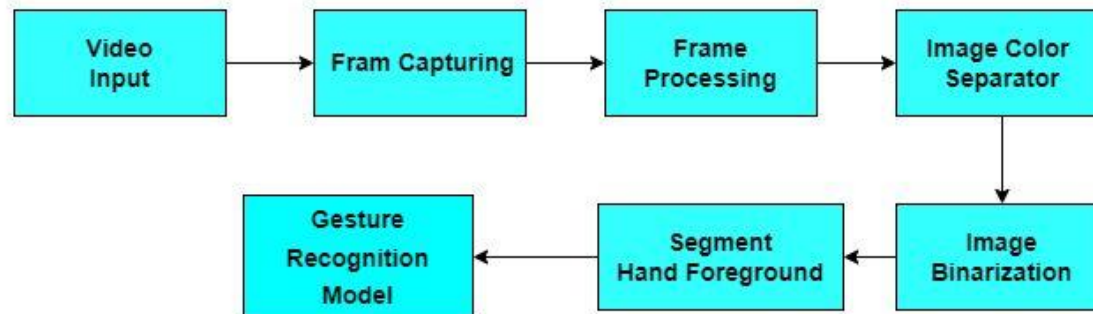 Video
Input
Fram Capturing
Frame
Processing
Image Color
Separator
Image
Binarization
Segment
Hand Foreground
Gesture
Recognition
Model